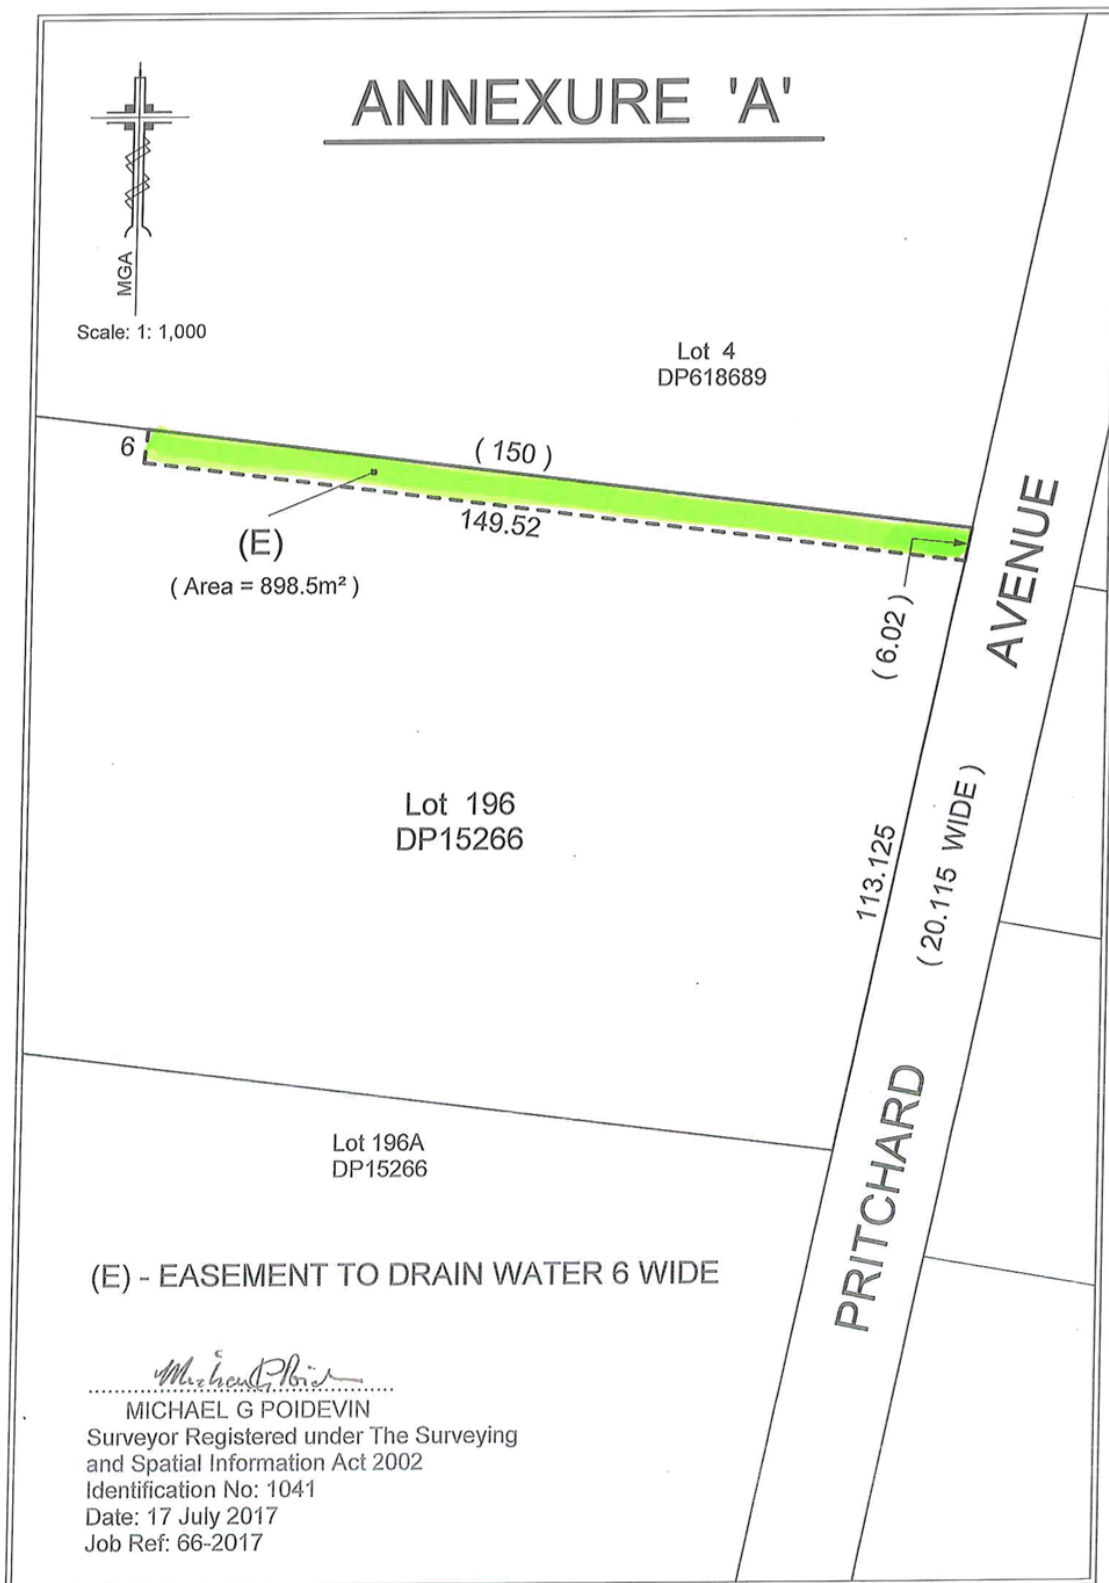 ANNEXURE 'A'
MGA
Scale: 1: 1,000
Lot 4
DP618689
6
( 150 )
149.52
(E)
( Area = 898.5m² )
( 6.02 )
AVENUE
Lot 196
DP15266
113.125
( 20.115 WIDE )
PRITCHARD
Lot 196A
DP15266
(E) - EASEMENT TO DRAIN WATER 6 WIDE
MICHAEL G POIDEVIN
Surveyor Registered under The Surveying
and Spatial Information Act 2002
Identification No: 1041
Date: 17 July 2017
Job Ref: 66-2017